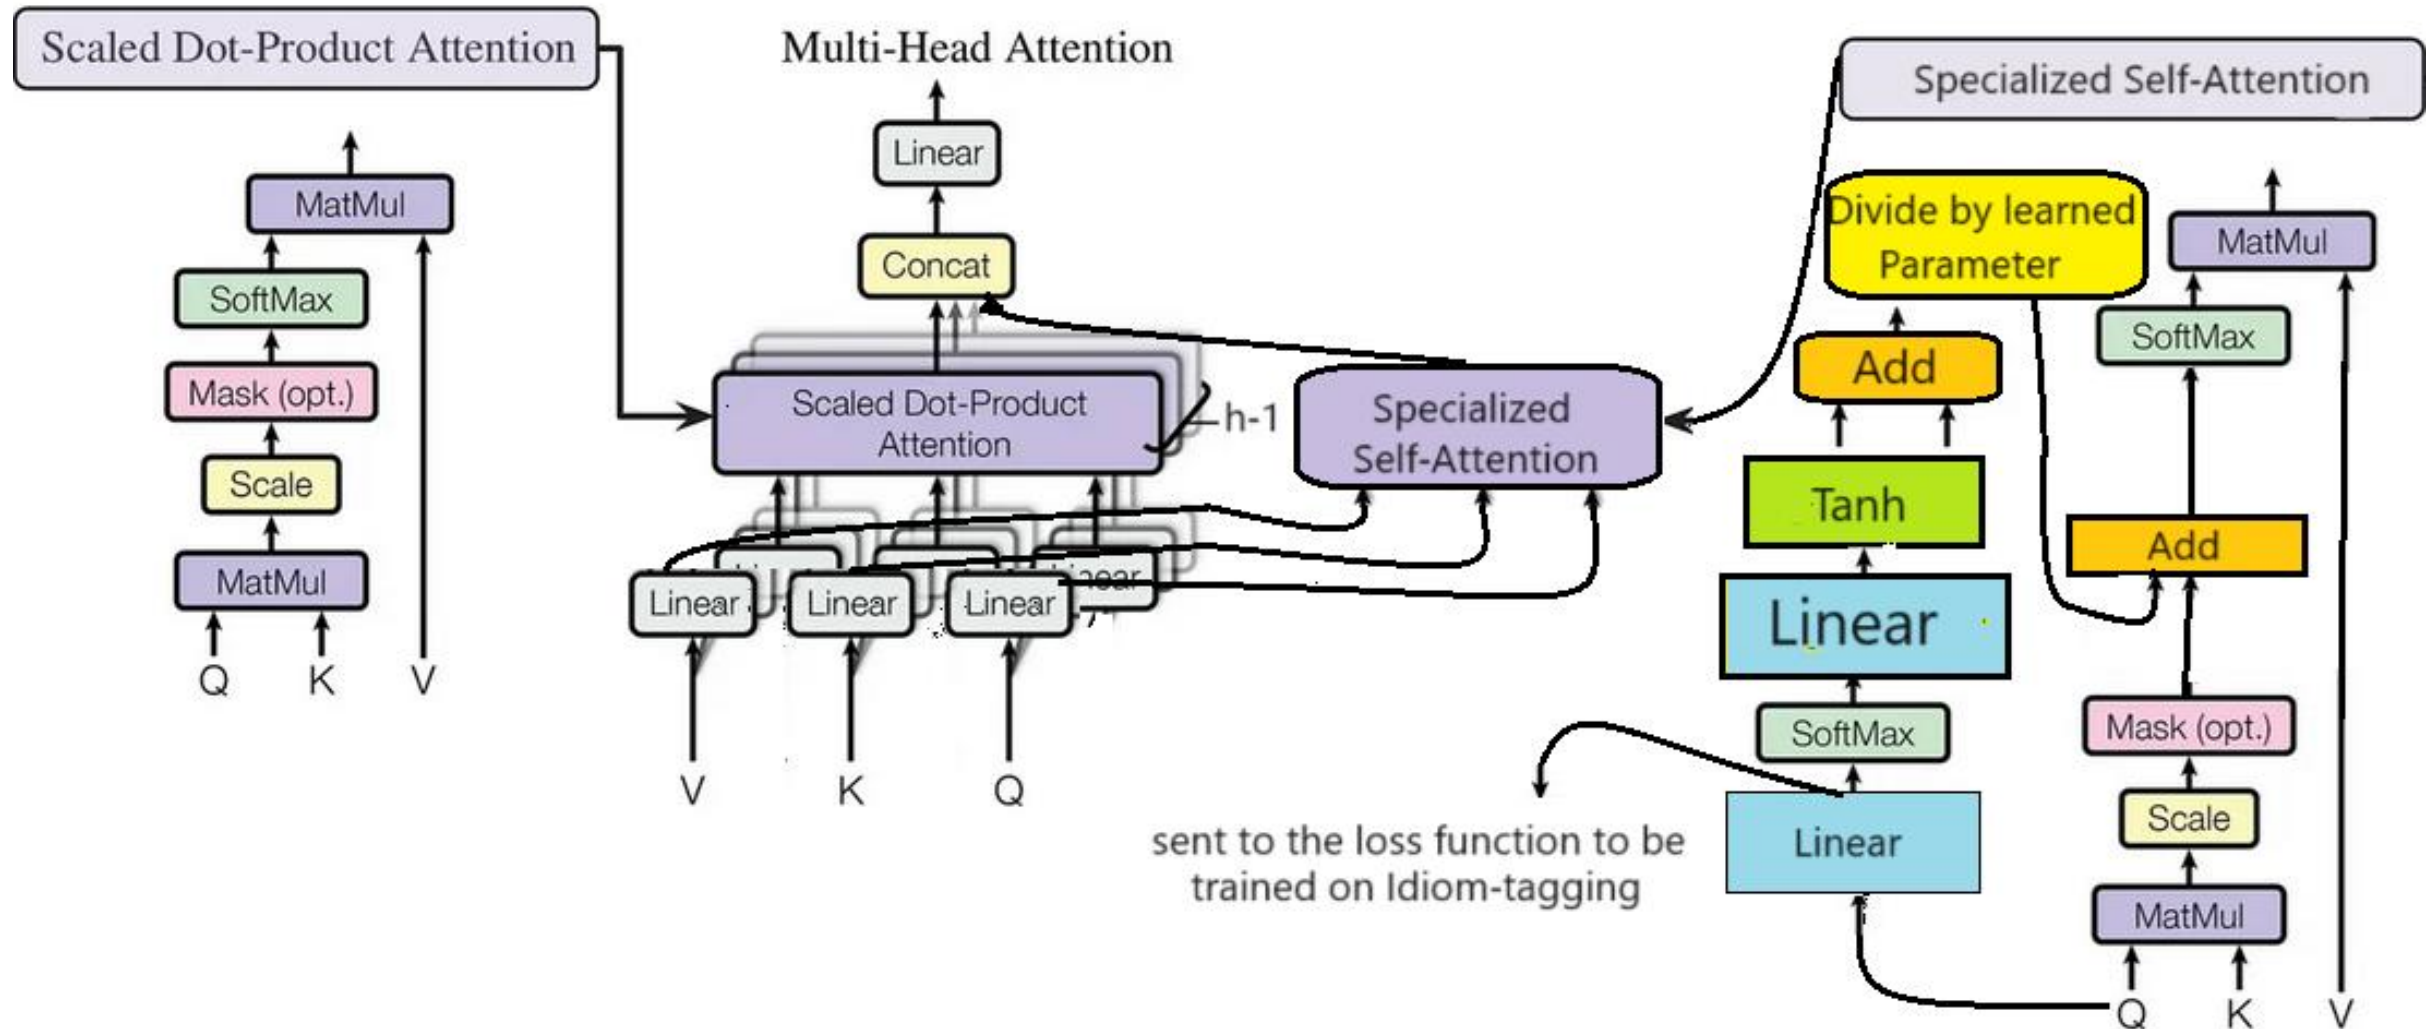 Scaled Dot-Product Attention
MatMul
SoftMax
Mask (opt.)
Scale
MatMul
Q
K
V
Multi-Head Attention
Linear
Concat
Scaled Dot-Product
Attention
h-1
Linear
Linear
Linear
V
K
Q
Specialized
Self-Attention
Specialized Self-Attention
Divide by learned
Parameter
Add
Tanh
Linear
SoftMax
Linear
sent to the loss function to be
trained on Idiom-tagging
MatMul
SoftMax
Add
Mask (opt.)
Scale
MatMul
Q
K
V